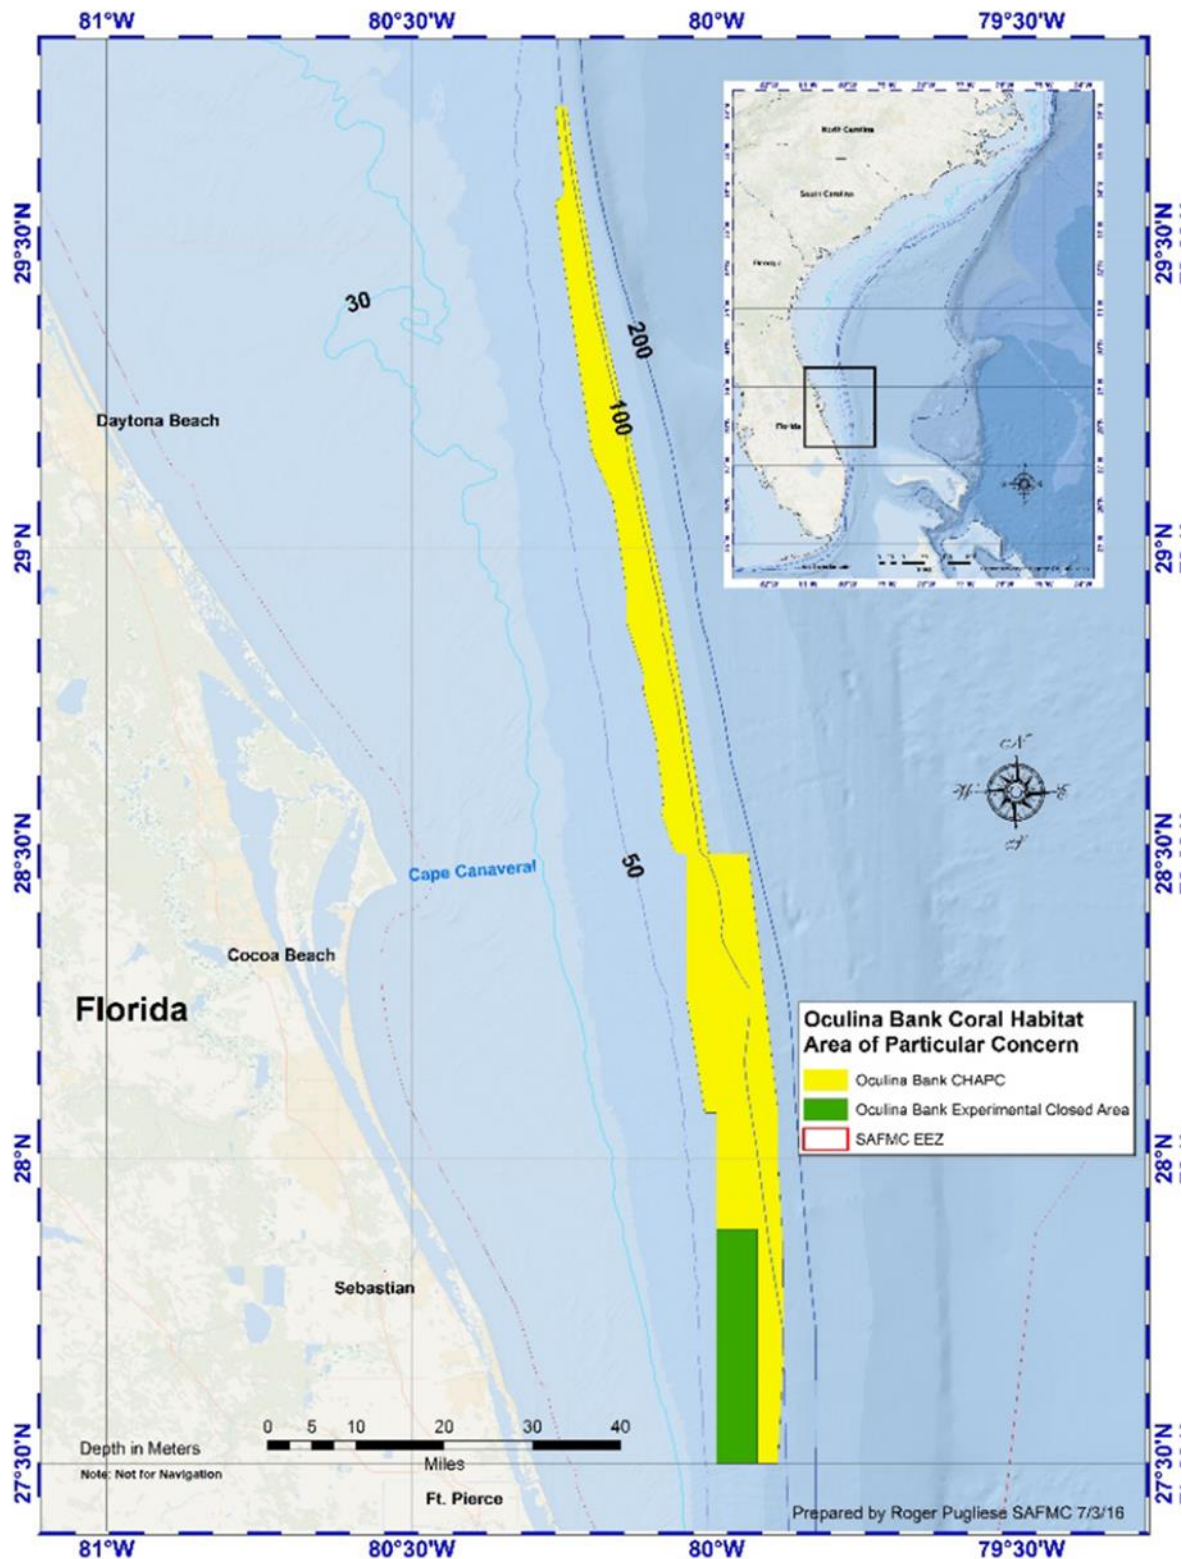 81°W 80°30'W 80°0'W 79°30'W
North Carolina
South Carolina
Florida
29°30'N
29°30'N
30
200
100
Daytona Beach
29°N
29°N
28°30'N
28°30'N
50
Cape Canaveral
Cocoa Beach
Florida
Oculina Bank Coral Habitat
Area of Particular Concern
Oculina Bank CHAPC
Oculina Bank Experimental Closed Area
SAFMC EEZ
28°N
28°N
Sebastian
0 5 10 20 30 40
Miles
Depth in Meters
Note: Not for Navigation
27°30'N
27°30'N
Ft. Pierce
Prepared by Roger Pugliese SAFMC 7/3/16
81°W 80°30'W 80°0'W 79°30'W